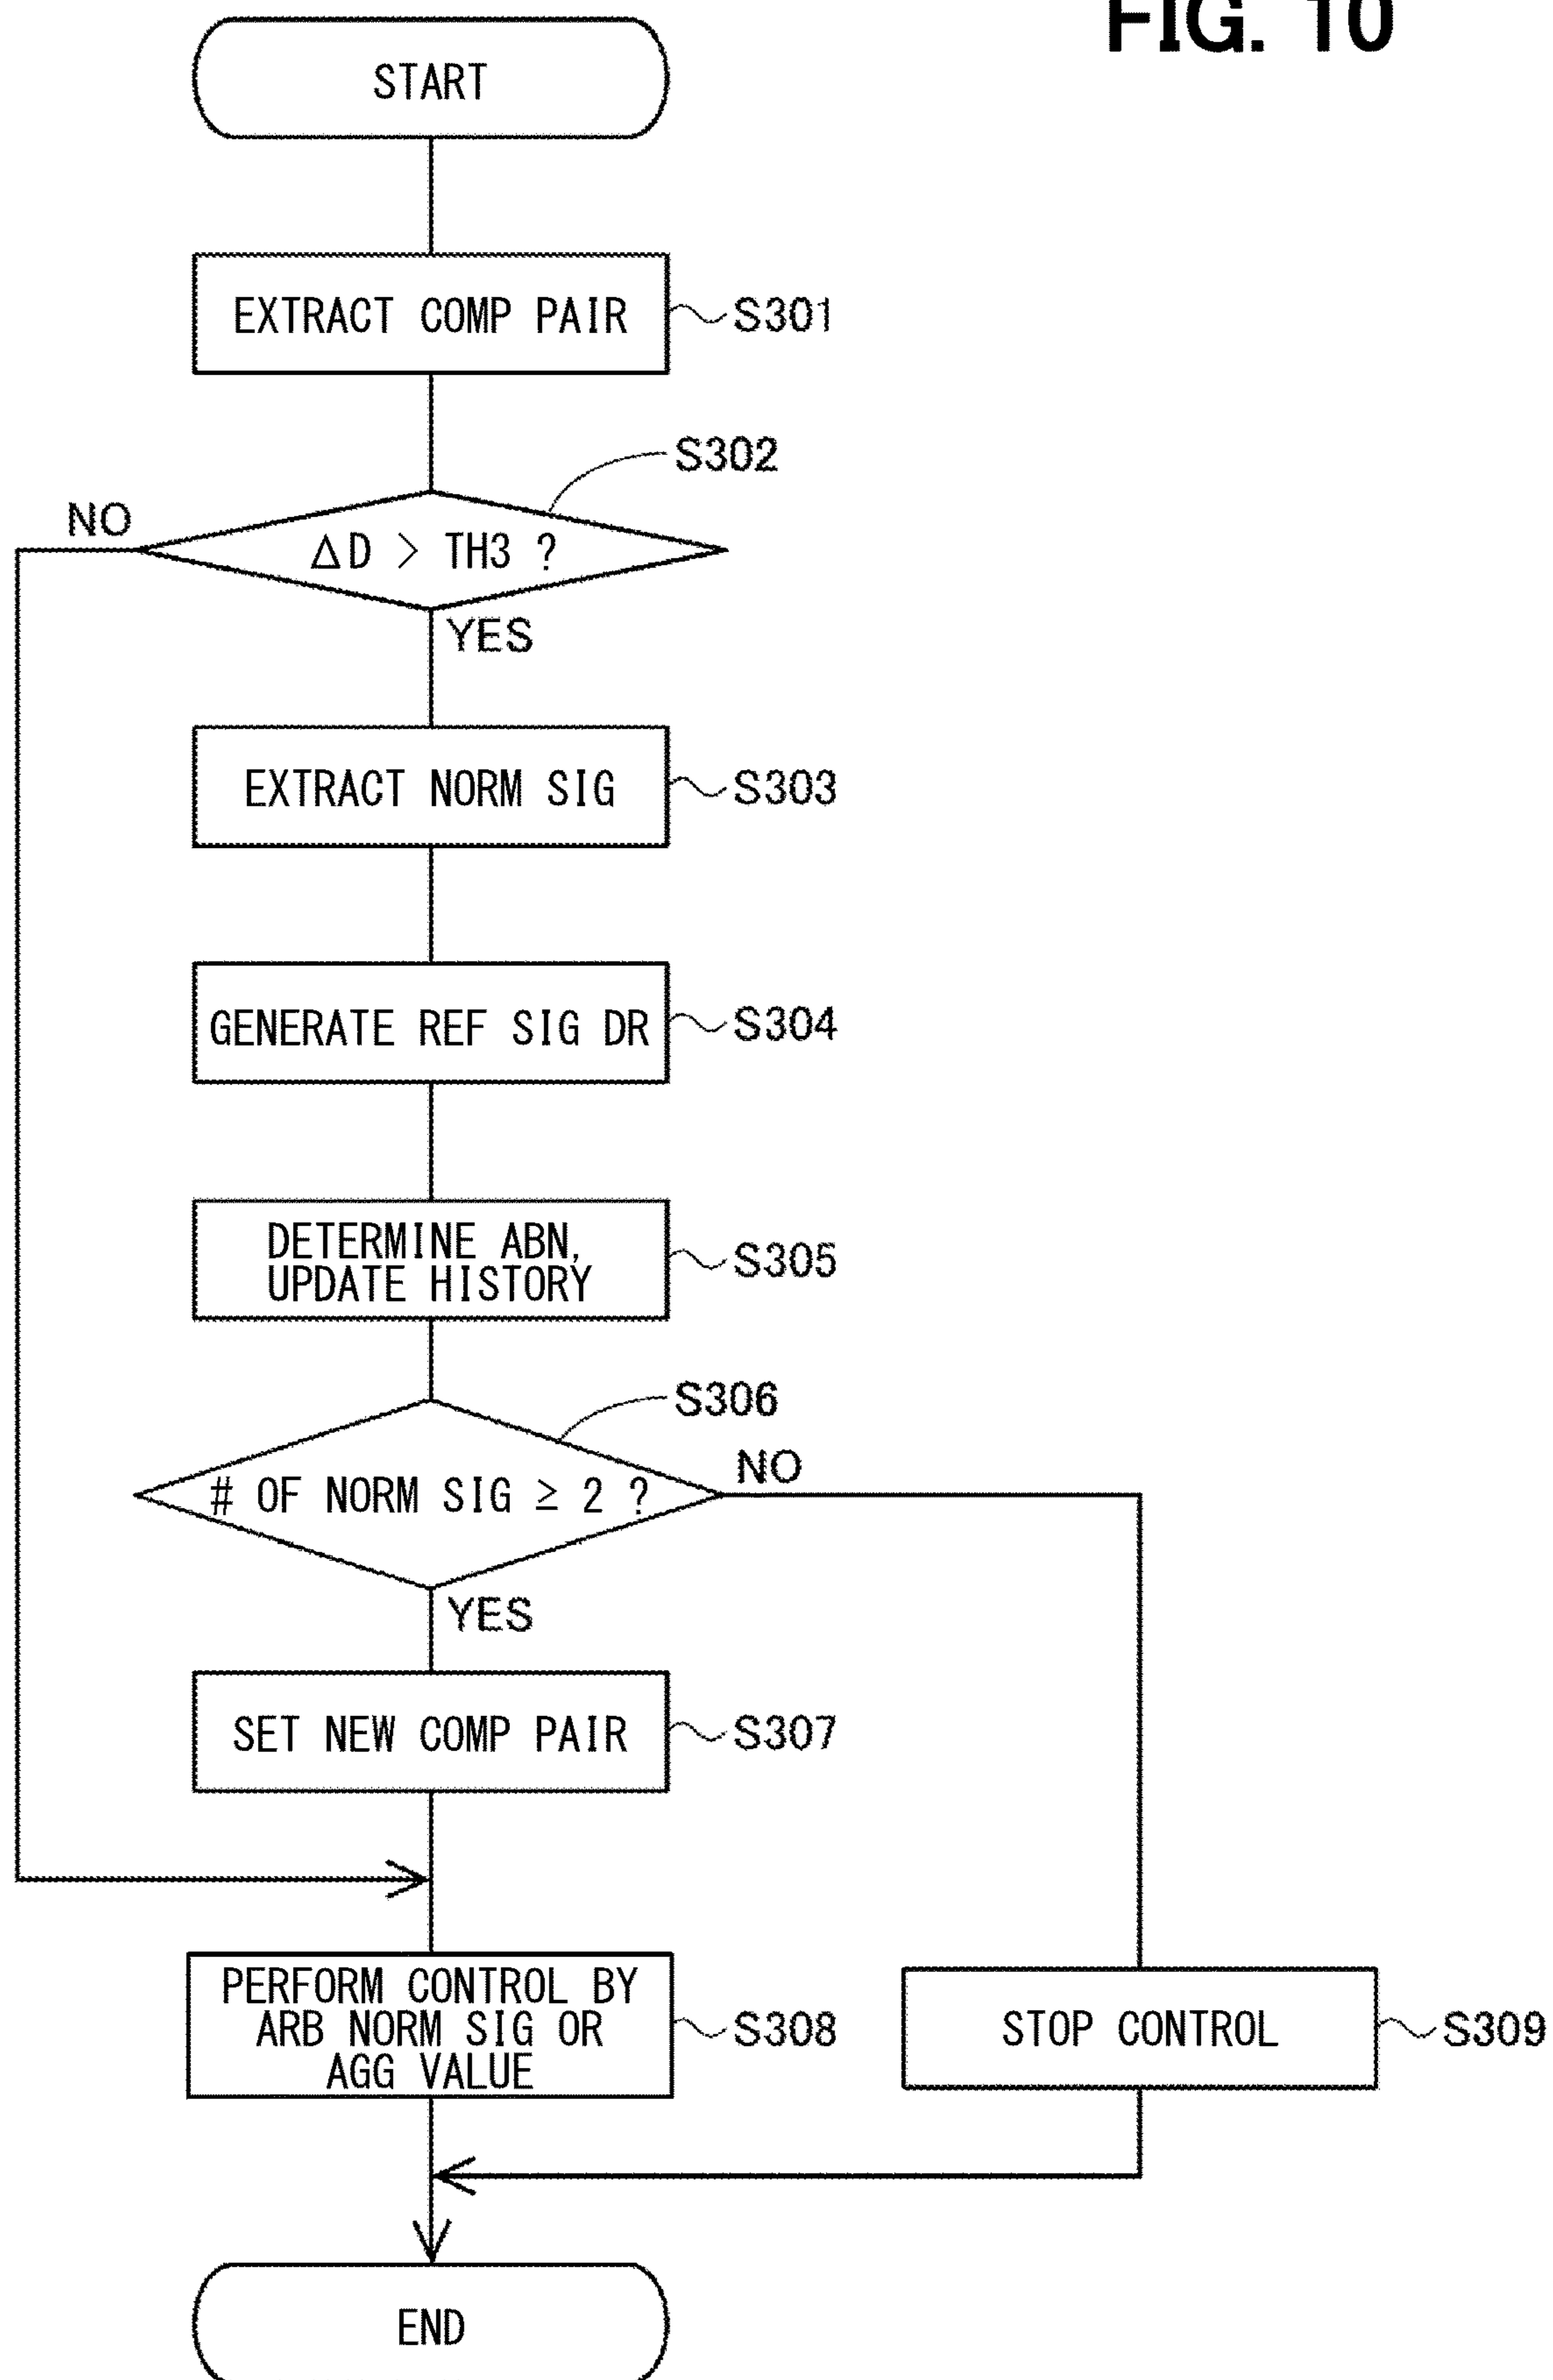 FIG. 10
START
EXTRACT COMP PAIR
S301
S302
NO
ΔD > TH3 ?
YES
EXTRACT NORM SIG
S303
GENERATE REF SIG DR
S304
DETERMINE ABN,
UPDATE HISTORY
S305
S306
# OF NORM SIG ≥ 2 ?
NO
YES
SET NEW COMP PAIR
S307
PERFORM CONTROL BY
ARB NORM SIG OR
AGG VALUE
S308
STOP CONTROL
S309
END